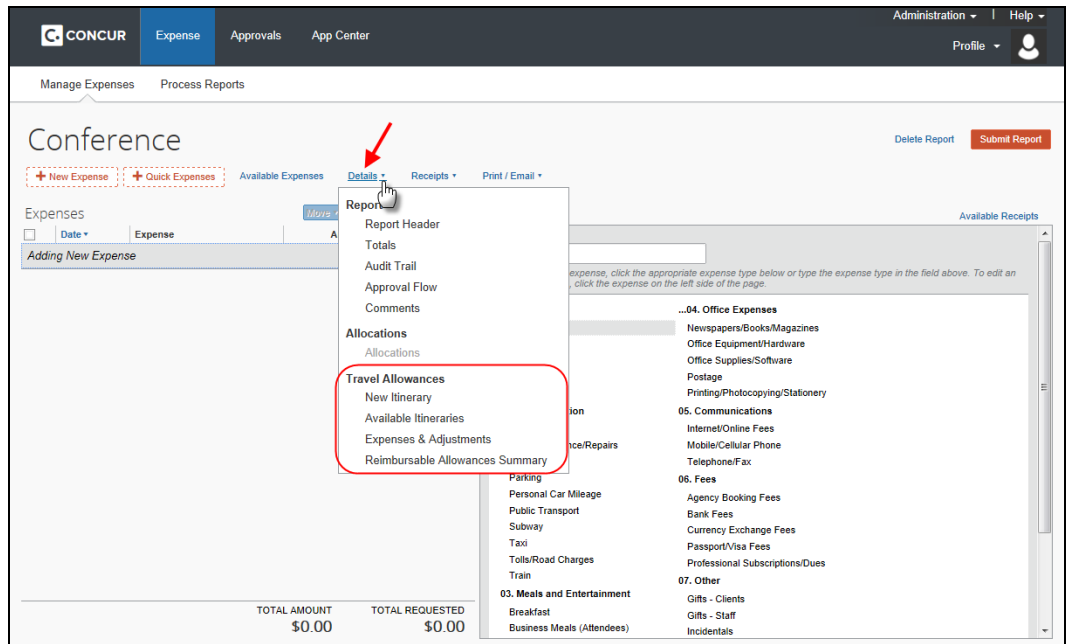 Administration Help
C. CONCUR Expense Approvals App Center
Profile
Manage Expenses Process Reports
Conference
Delete Report Submit Report
+ New Expense + Quick Expenses Available Expenses Details Receipts Print / Email
Expenses
Move
Available Receipts
Date Expense A
Adding New Expense
Report
Report Header
Totals
Audit Trail
Approval Flow
Comments
Allocations
Allocations
Travel Allowances
New Itinerary
Available Itineraries
Expenses & Adjustments
Reimbursable Allowances Summary
expense, click the appropriate expense type below or type the expense type in the field above. To edit an
, click the expense on the left side of the page.
Parking
Personal Car Mileage
Public Transport
Subway
Taxi
Tolls/Road Charges
Train
03. Meals and Entertainment
Breakfast
Business Meals (Attendees)
...04. Office Expenses
Newspapers/Books/Magazines
Office Equipment/Hardware
Office Supplies/Software
Postage
Printing/Photocopying/Stationery
05. Communications
Internet/Online Fees
Mobile/Cellular Phone
Telephone/Fax
06. Fees
Agency Booking Fees
Bank Fees
Currency Exchange Fees
Passport/Visa Fees
Professional Subscriptions/Dues
07. Other
Gifts - Clients
Gifts - Staff
Incidentals
TOTAL AMOUNT TOTAL REQUESTED
$0.00 $0.00